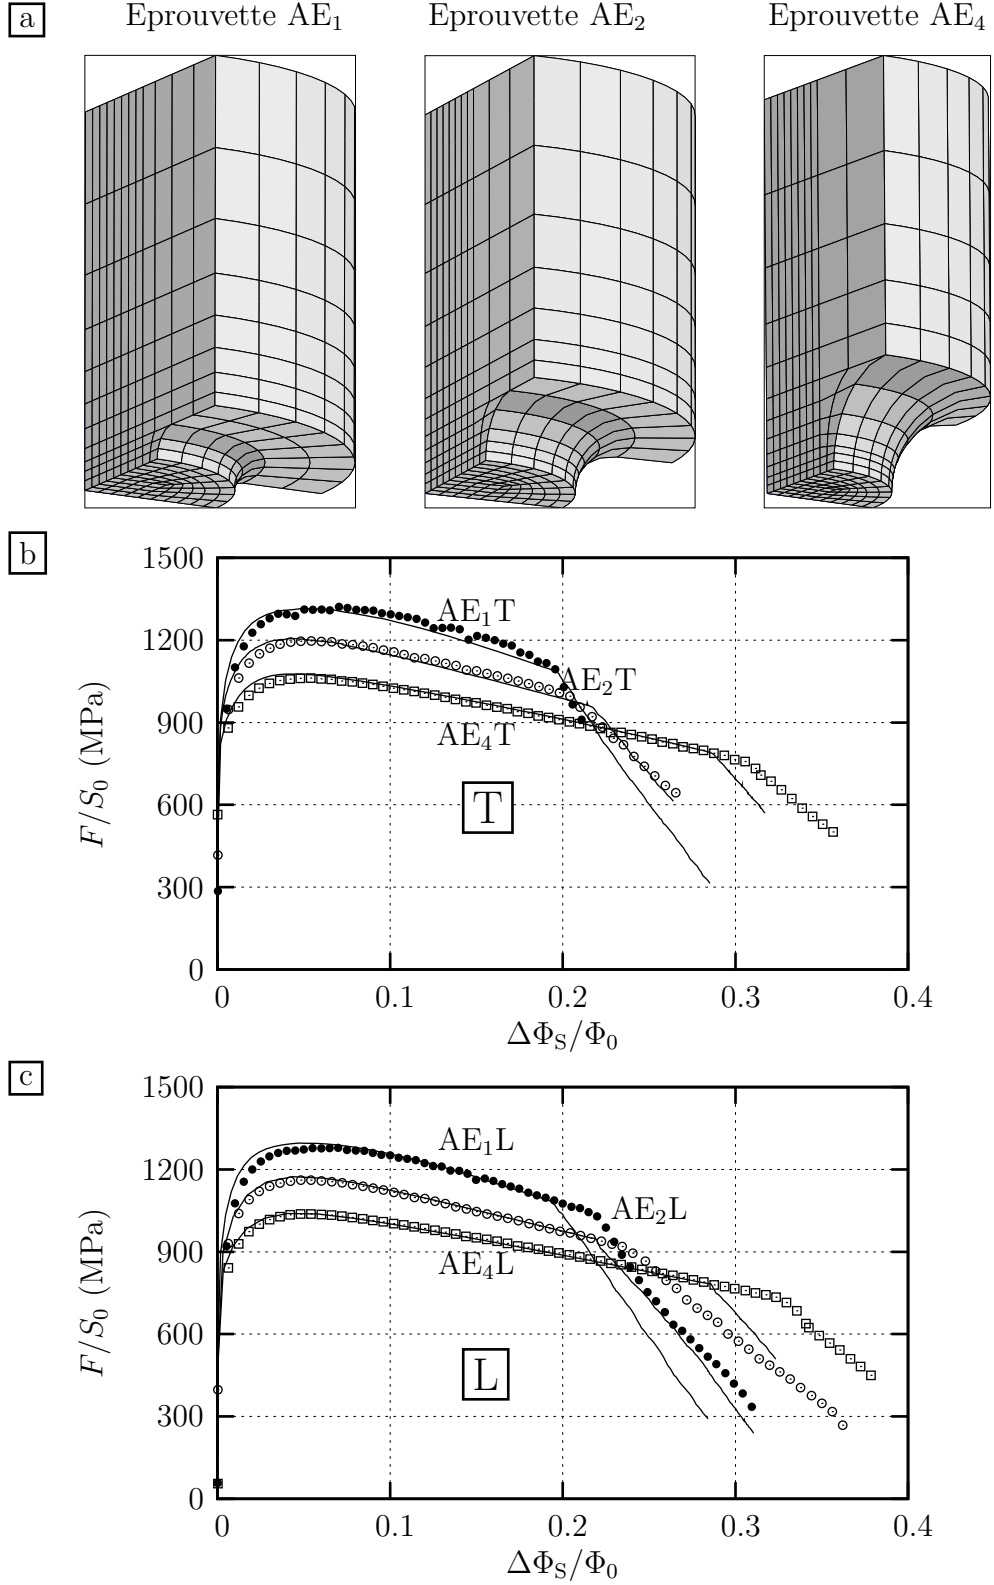 a
Eprouvette AE₁ Eprouvette AE₂ Eprouvette AE₄
b
1500
1200
900
600
300
0
F/S₀ (MPa)
AE₁T
AE₂T
AE₄T
T
0 0.1 0.2 0.3 0.4
ΔΦ_S/Φ₀
c
1500
1200
900
600
300
0
F/S₀ (MPa)
AE₁L
AE₂L
AE₄L
L
0 0.1 0.2 0.3 0.4
ΔΦ_S/Φ₀